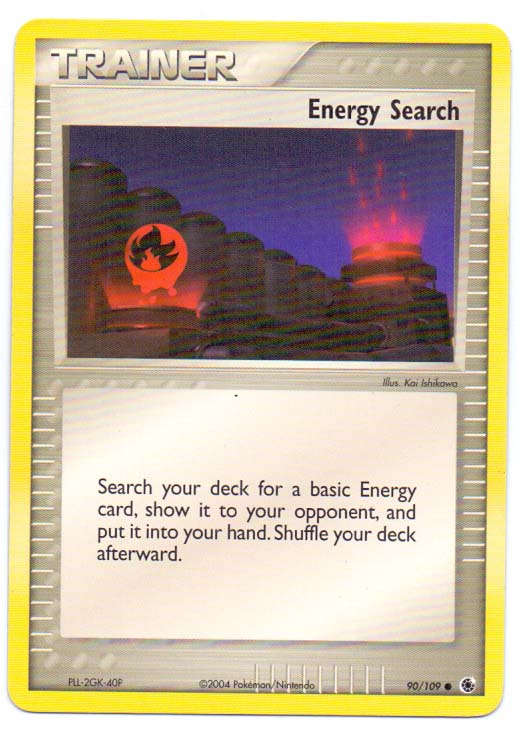 TRAINER
Energy Search
Illus. Kai Ishikawa
Search your deck for a basic Energy
card, show it to your opponent, and
put it into your hand. Shuffle your deck
afterward.
PLL-2GK-40P
©2004 Pokémon/Nintendo
90/109